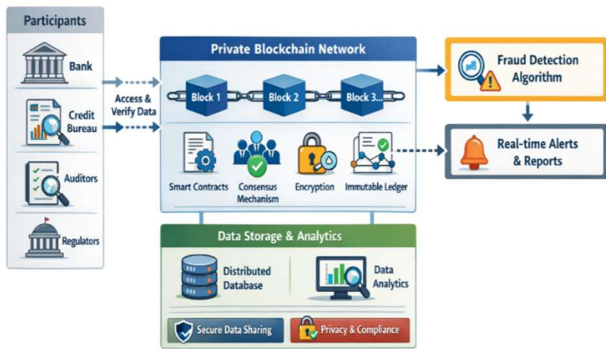 Participants
Bank
Credit
Bureau
Auditors
Regulators
Access &
Verify Data
Private Blockchain Network
Block 1
Block 2
Block 3...
Smart Contracts
Consensus
Mechanism
Encryption
Immutable Ledger
Data Storage & Analytics
Distributed
Database
Data
Analytics
Secure Data Sharing
Privacy & Compliance
Fraud Detection
Algorithm
Real-time Alerts
& Reports